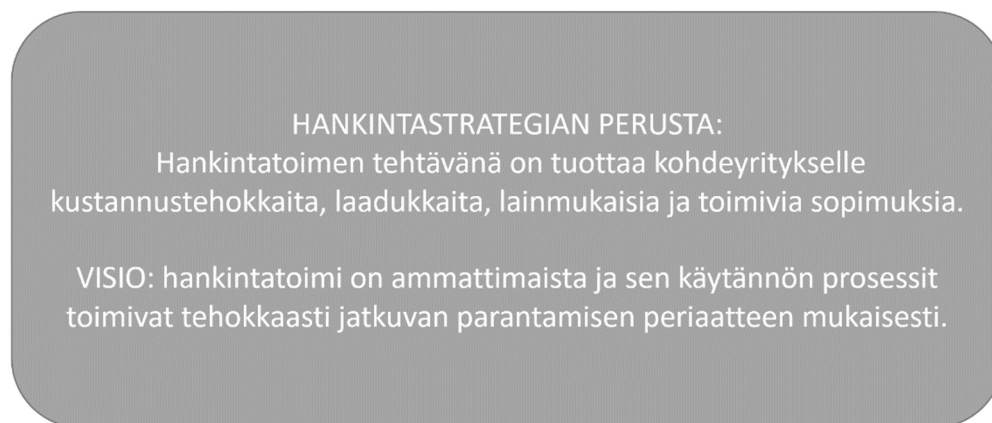 HANKINTASTRATEGIAN PERUSTA:
Hankintatoimen tehtävänä on tuottaa kohdeyritykselle
kustannustehokkaita, laadukkaita, lainmukaisia ja toimivia sopimuksia.
VISIO: hankintatoimi on ammattimaista ja sen käytännön prosessit
toimivat tehokkaasti jatkuvan parantamisen periaatteen mukaisesti.